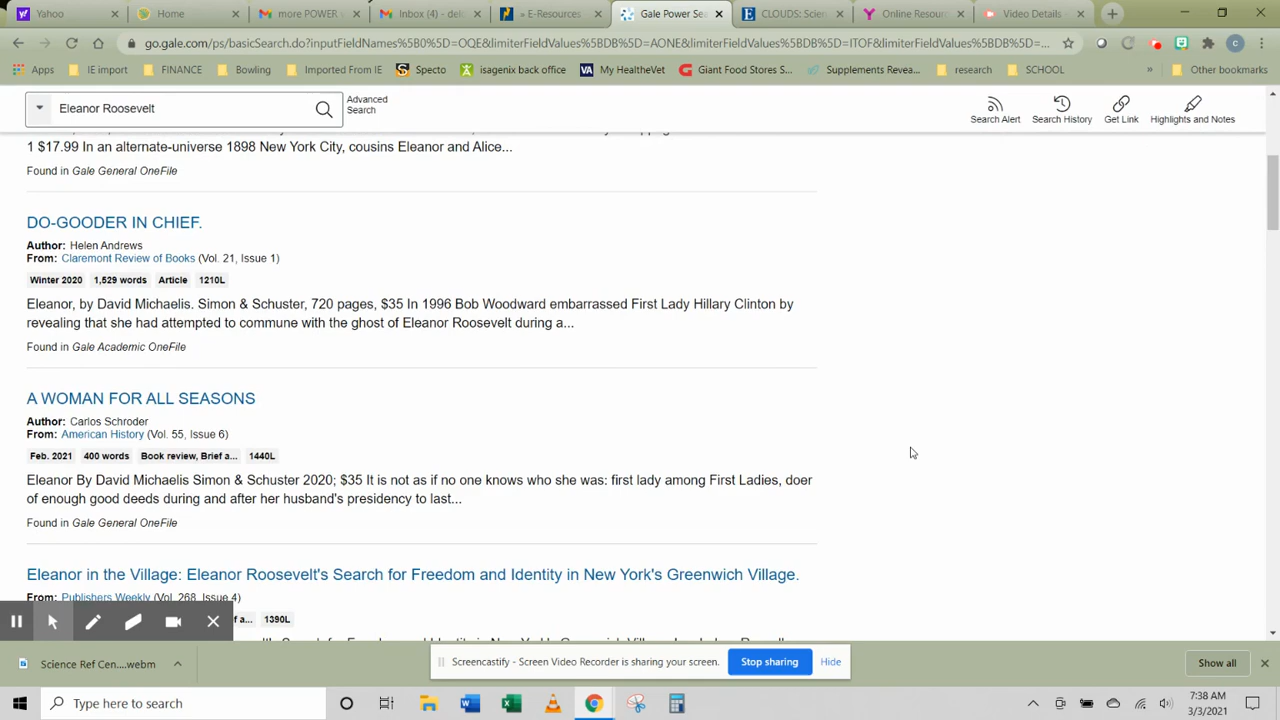 Yahoo
Home
more POWER
Inbox (4) - del
» E-Resources
Gale Power Sea
CLOUDS: Scien
Online Resour
Video Details
go.gale.com/ps/basicSearch.do?inputFieldNames%5B0%5D=OQE&limiterFieldValues%5BDB%5D=AONE&limiterFieldValues%5BDB%5D=ITOF&limiterFieldValues%5BDB%5D=...
C
Apps
IE import
FINANCE
Bowling
Imported From IE
Specto
isagenix back office
My HealtheVet
Giant Food Stores S...
Supplements Revea...
research
SCHOOL
»
Other bookmarks
Eleanor Roosevelt
Advanced
Search
Search Alert
Search History
Get Link
Highlights and Notes
1 $17.99 In an alternate-universe 1898 New York City, cousins Eleanor and Alice...
Found in Gale General OneFile
DO-GOODER IN CHIEF.
Author: Helen Andrews
From: Claremont Review of Books (Vol. 21, Issue 1)
Winter 2020 1,529 words Article 1210L
Eleanor, by David Michaelis. Simon & Schuster, 720 pages, $35 In 1996 Bob Woodward embarrassed First Lady Hillary Clinton by
revealing that she had attempted to commune with the ghost of Eleanor Roosevelt during a...
Found in Gale Academic OneFile
A WOMAN FOR ALL SEASONS
Author: Carlos Schroder
From: American History (Vol. 55, Issue 6)
Feb. 2021 400 words Book review, Brief a... 1440L
Eleanor By David Michaelis Simon & Schuster 2020; $35 It is not as if no one knows who she was: first lady among First Ladies, doer
of enough good deeds during and after her husband's presidency to last...
Found in Gale General OneFile
Eleanor in the Village: Eleanor Roosevelt's Search for Freedom and Identity in New York's Greenwich Village.
From: Publishers Weekly (Vol. 268, Issue 4)
f a... 1390L
Science Ref Cen....webm
Screencastify - Screen Video Recorder is sharing your screen.
Stop sharing
Hide
Show all
Type here to search
7:38 AM
3/3/2021